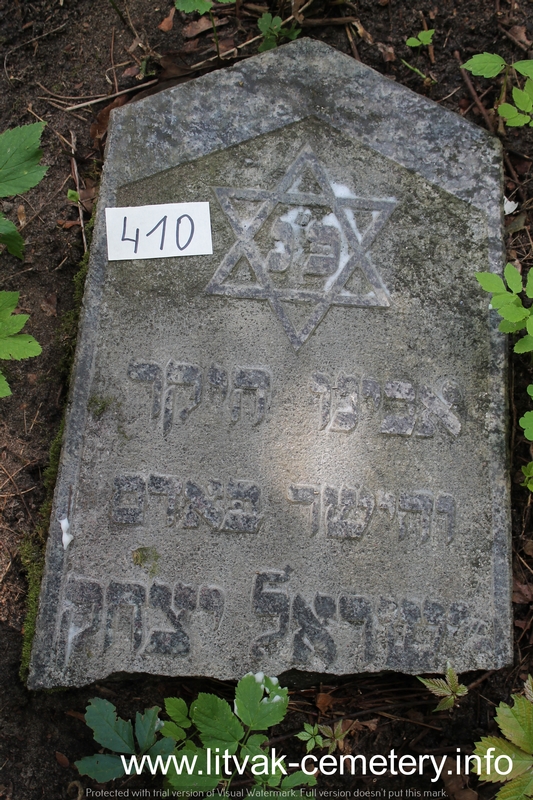 410
פ נ
אבינו היקר
והישר באדם
ישראל יצחק
www.litvak-cemetery.info
Protected with trial version of Visual Watermark. Full version doesn't put this mark.